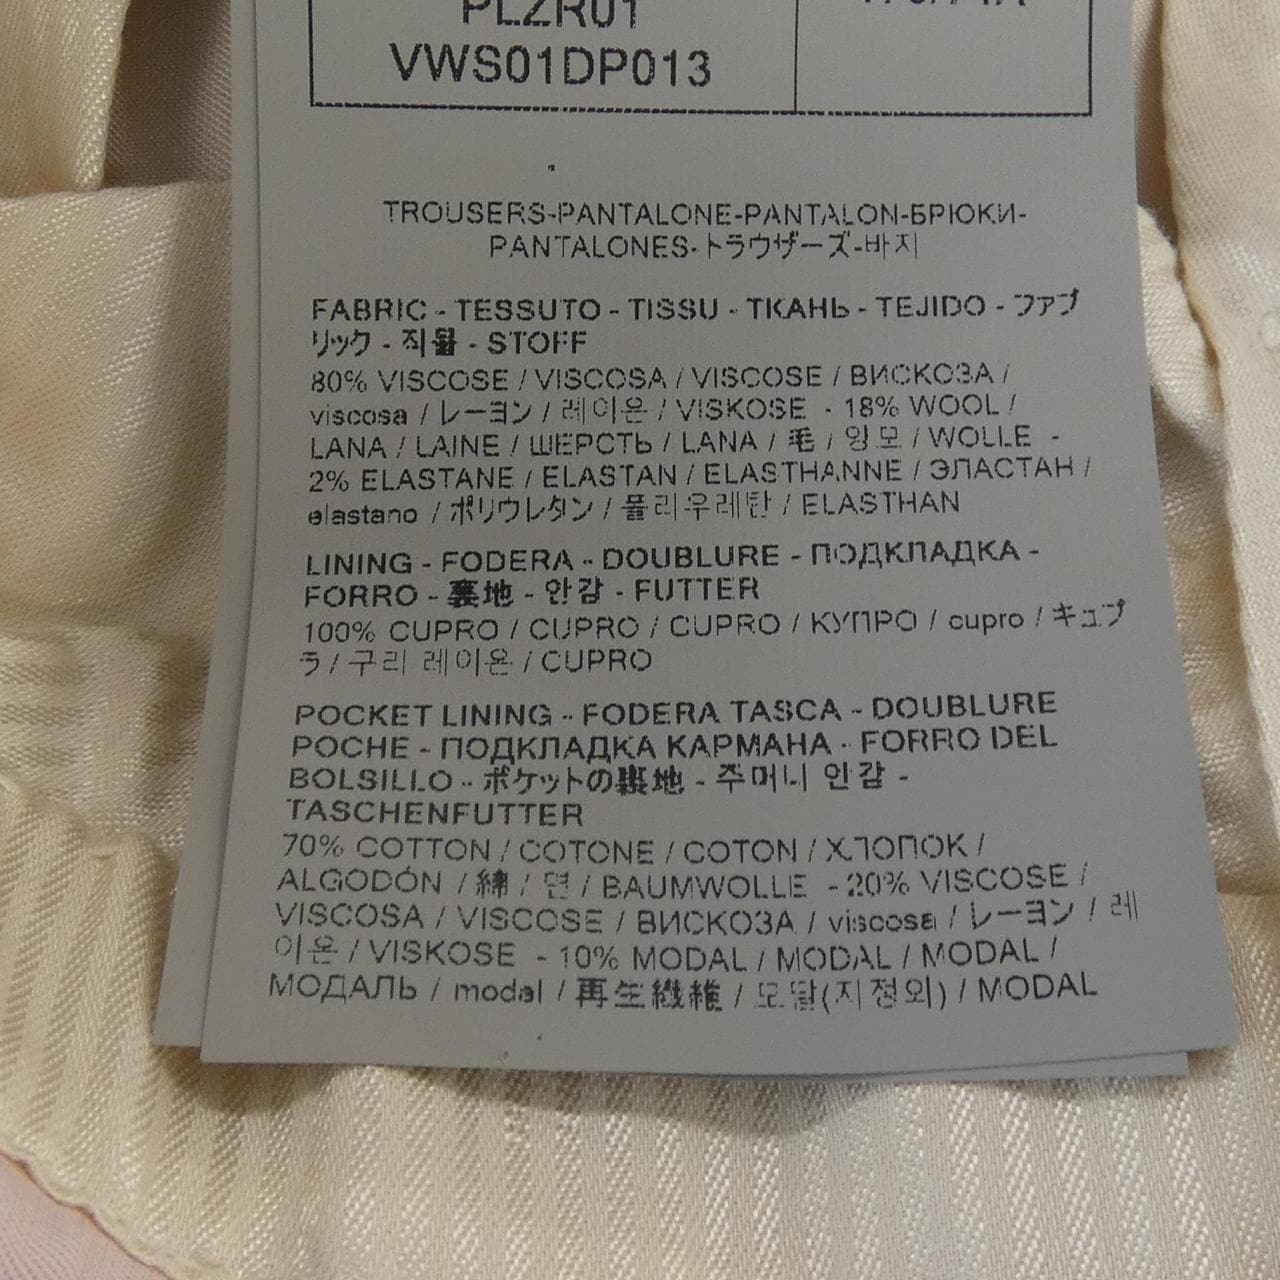 PLZR01
VWS01DP013
TROUSERS-PANTALONE-PANTALON-БРЮКИ-
PANTALONES-トラウザーズ-바지
FABRIC - TESSUTO - TISSU - ТКАНЬ - TEJIDO - ファブ
リック - 직물 - STOFF
80% VISCOSE / VISCOSA / VISCOSE / ВИСКОЗА /
viscosa / レーヨン / 레이온 / VISKOSE - 18% WOOL /
LANA / LAINE / ШЕРСТЬ / LANA / 毛 / 양모 / WOLLE -
2% ELASTANE / ELASTAN / ELASTHANNE / ЭЛАСТАН /
elastano / ポリウレタン / 폴리우레탄 / ELASTHAN
LINING - FODERA - DOUBLURE - ПОДКЛАДКА -
FORRO - 裏地 - 안감 - FUTTER
100% CUPRO / CUPRO / CUPRO / КУПРО / cupro / キュプ
ラ / 구리 레이온 / CUPRO
POCKET LINING - FODERA TASCA - DOUBLURE
POCHE - ПОДКЛАДКА КАРМАНА - FORRO DEL
BOLSILLO - ポケットの裏地 - 주머니 안감 -
TASCHENFUTTER
70% COTTON / COTONE / COTON / ХЛОПОК /
ALGODÓN / 綿 / 면 / BAUMWOLLE - 20% VISCOSE /
VISCOSA / VISCOSE / ВИСКОЗА / viscosa / レーヨン / 레
이온 / VISKOSE - 10% MODAL / MODAL / MODAL /
МОДАЛЬ / modal / 再生繊維 / 모달(지정외) / MODAL